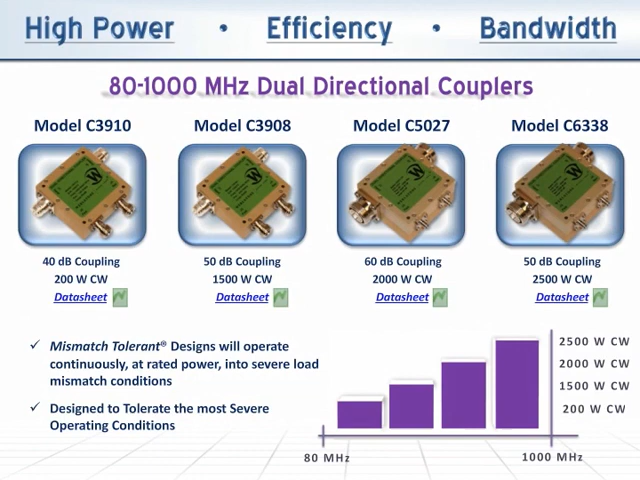 High Power • Efficiency • Bandwidth
80-1000 MHz Dual Directional Couplers
Model C3910
Model C3908
Model C5027
Model C6338
40 dB Coupling
200 W CW
Datasheet
50 dB Coupling
1500 W CW
Datasheet
60 dB Coupling
2000 W CW
Datasheet
50 dB Coupling
2500 W CW
Datasheet
✓ Mismatch Tolerant® Designs will operate
continuously, at rated power, into severe load
mismatch conditions
✓ Designed to Tolerate the most Severe
Operating Conditions
2500 W CW
2000 W CW
1500 W CW
200 W CW
80 MHz
1000 MHz